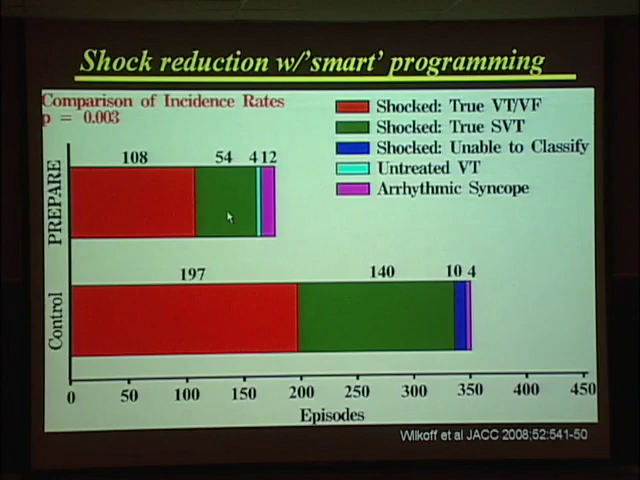 Shock reduction w/'smart' programming
Comparison of Incidence Rates
p = 0.003
Shocked: True VT/VF
Shocked: True SVT
Shocked: Unable to Classify
Untreated VT
Arrhythmic Syncope
PREPARE
108 54 4 12
Control
197 140 10 4
0 50 100 150 200 250 300 350 400 450
Episodes
Wilkoff et al JACC 2008;52:541-50